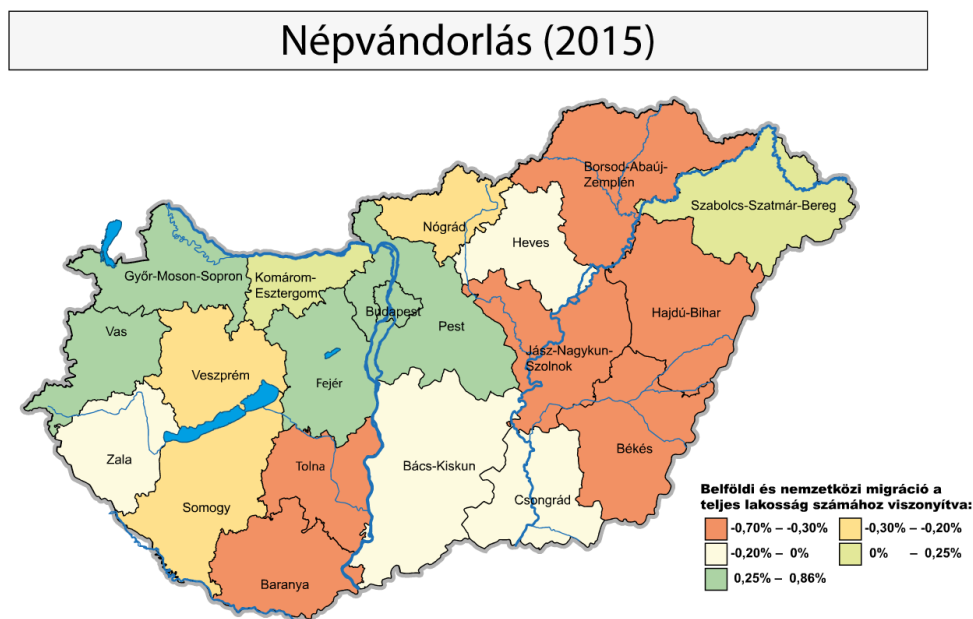 Népvándorlás (2015)
Borsod-Abaúj-
Zemplén
Szabolcs-Szatmár-Bereg
Nógrád
Heves
Győr-Moson-Sopron
Komárom-
Esztergom
Budapest
Pest
Hajdú-Bihar
Vas
Veszprém
Fejér
Jász-Nagykun-
Szolnok
Zala
Tolna
Bács-Kiskun
Békés
Somogy
Csongrád
Baranya
Belföldi és nemzetközi migráció a
teljes lakosság számához viszonyítva:
-0,70% – -0,30%
-0,30% – -0,20%
-0,20% – 0%
0% – 0,25%
0,25% – 0,86%